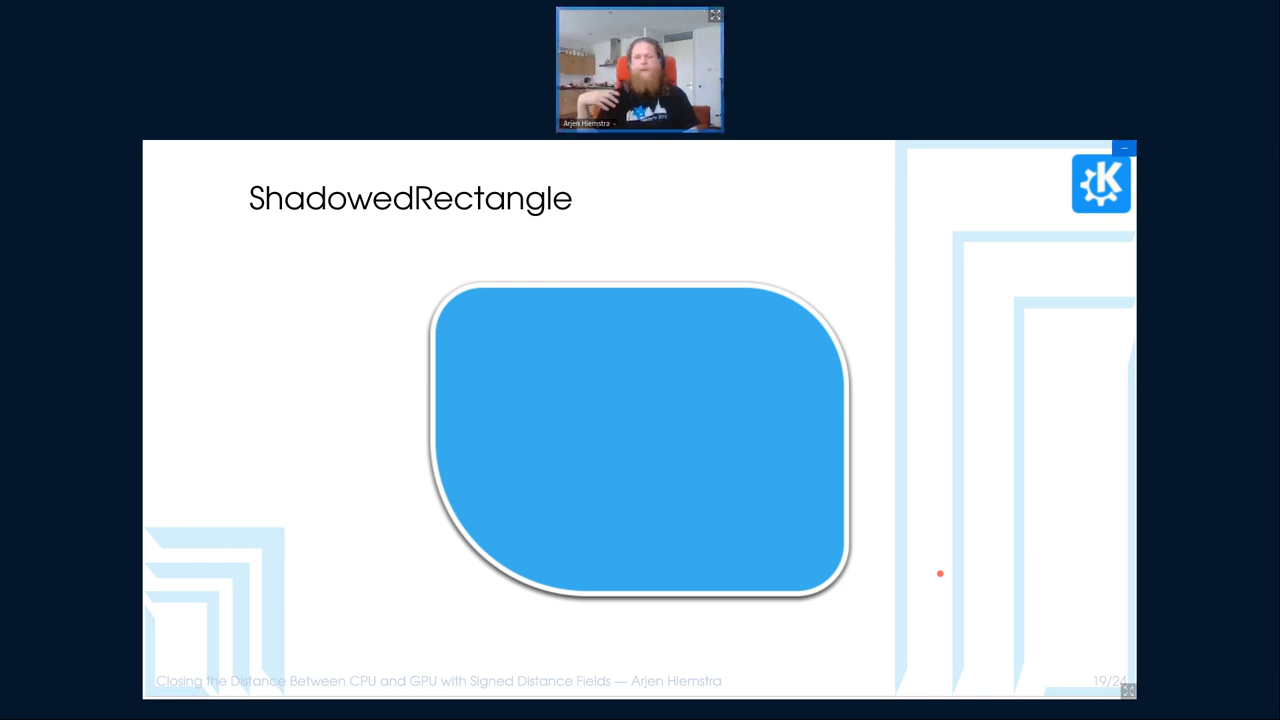 Arjen Hiemstra
ShadowedRectangle
K
Closing the Distance Between CPU and GPU with Signed Distance Fields — Arjen Hiemstra
19/24